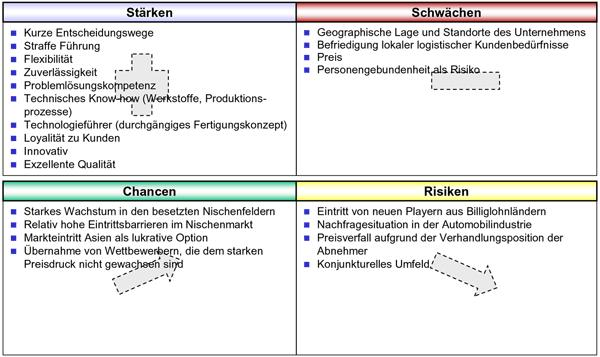 Stärken
Kurze Entscheidungswege
Straffe Führung
Flexibilität
Zuverlässigkeit
Problemlösungskompetenz
Technisches Know-how (Werkstoffe, Produktions-
prozesse)
Technologieführer (durchgängiges Fertigungskonzept)
Loyalität zu Kunden
Innovativ
Exzellente Qualität
Schwächen
Geographische Lage und Standorte des Unternehmens
Befriedigung lokaler logistischer Kundenbedürfnisse
Preis
Personengebundenheit als Risiko
Chancen
Starkes Wachstum in den besetzten Nischenfeldern
Relativ hohe Eintrittsbarrieren im Nischenmarkt
Markteintritt Asien als lukrative Option
Übernahme von Wettbewerbern, die dem starken
Preisdruck nicht gewachsen sind
Risiken
Eintritt von neuen Playern aus Billiglohnländern
Nachfragesituation in der Automobilindustrie
Preisverfall aufgrund der Verhandlungsposition der
Abnehmer
Konjunkturelles Umfeld